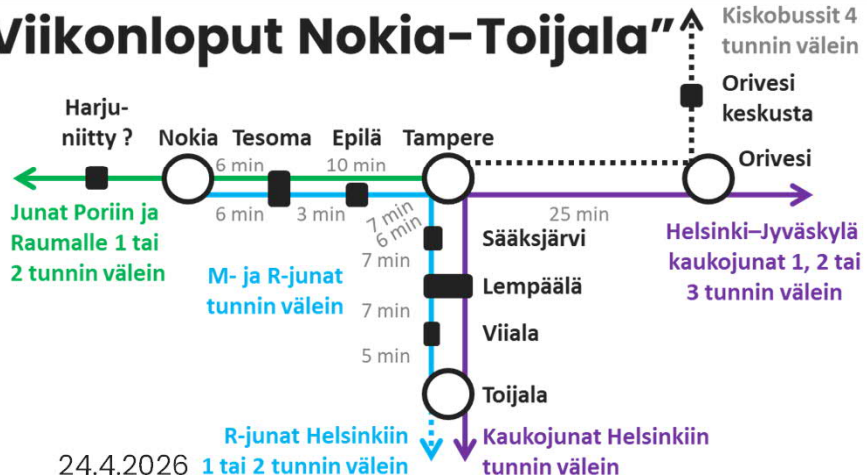 Viikonloput Nokia–Toijala”
Kiskobussit 4
tunnin välein
Orivesi
keskusta
Harju-
niitty ?
Nokia
Tesoma
Epilä
Tampere
Orivesi
6 min
10 min
6 min
3 min
7 min
6 min
25 min
Junat Poriin ja
Raumalle 1 tai
2 tunnin välein
M- ja R-junat
tunnin välein
7 min
Sääksjärvi
Helsinki–Jyväskylä
kaukojunat 1, 2 tai
3 tunnin välein
Lempäälä
7 min
Viiala
5 min
Toijala
R-junat Helsinkiin
1 tai 2 tunnin välein
Kaukojunat Helsinkiin
tunnin välein
24.4.2026